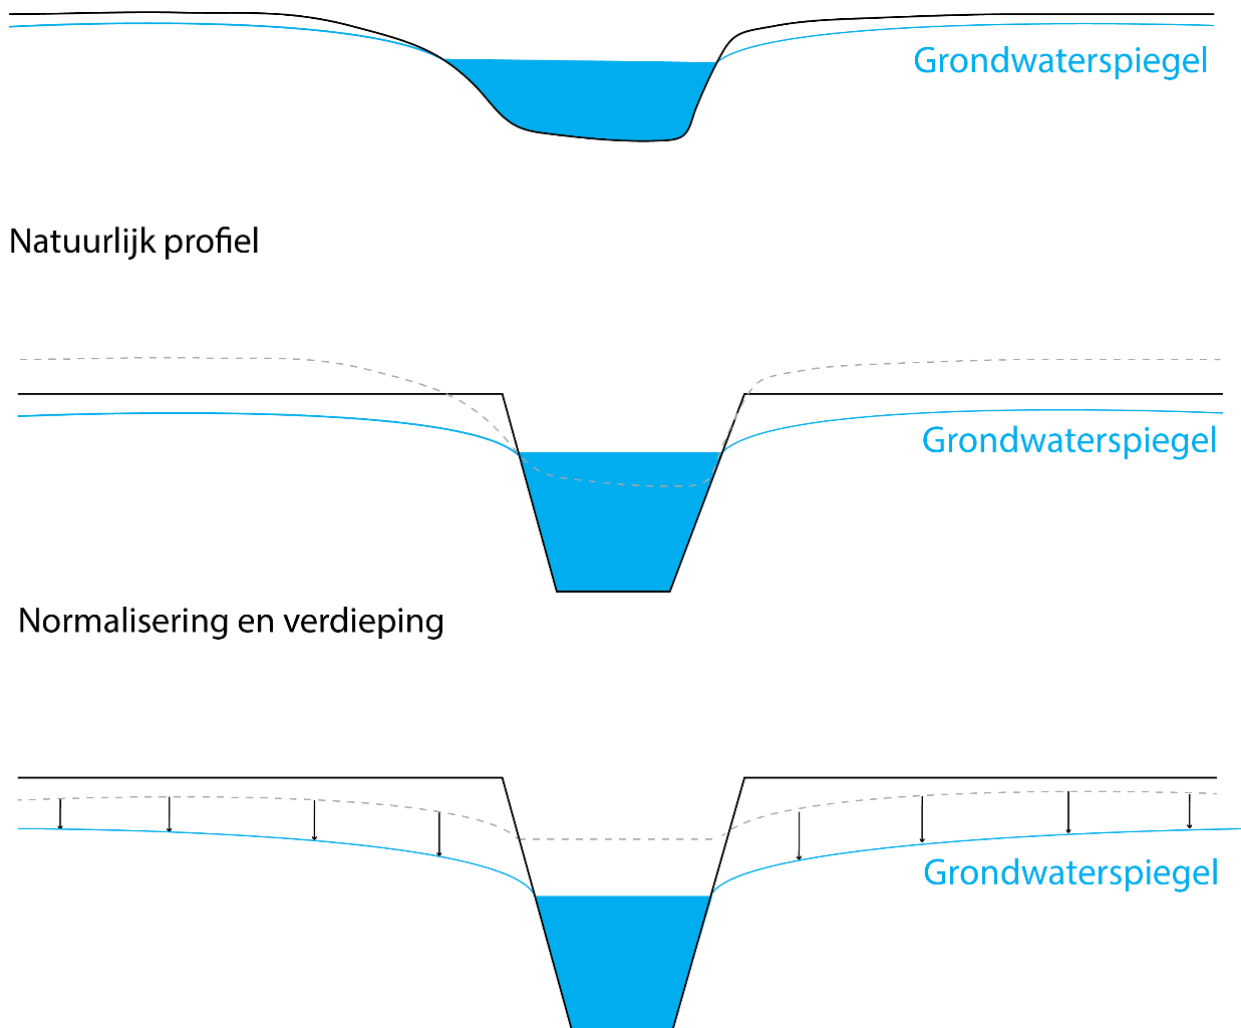 Grondwaterspiegel
Natuurlijk profiel
Grondwaterspiegel
Normalisering en verdieping
Grondwaterspiegel